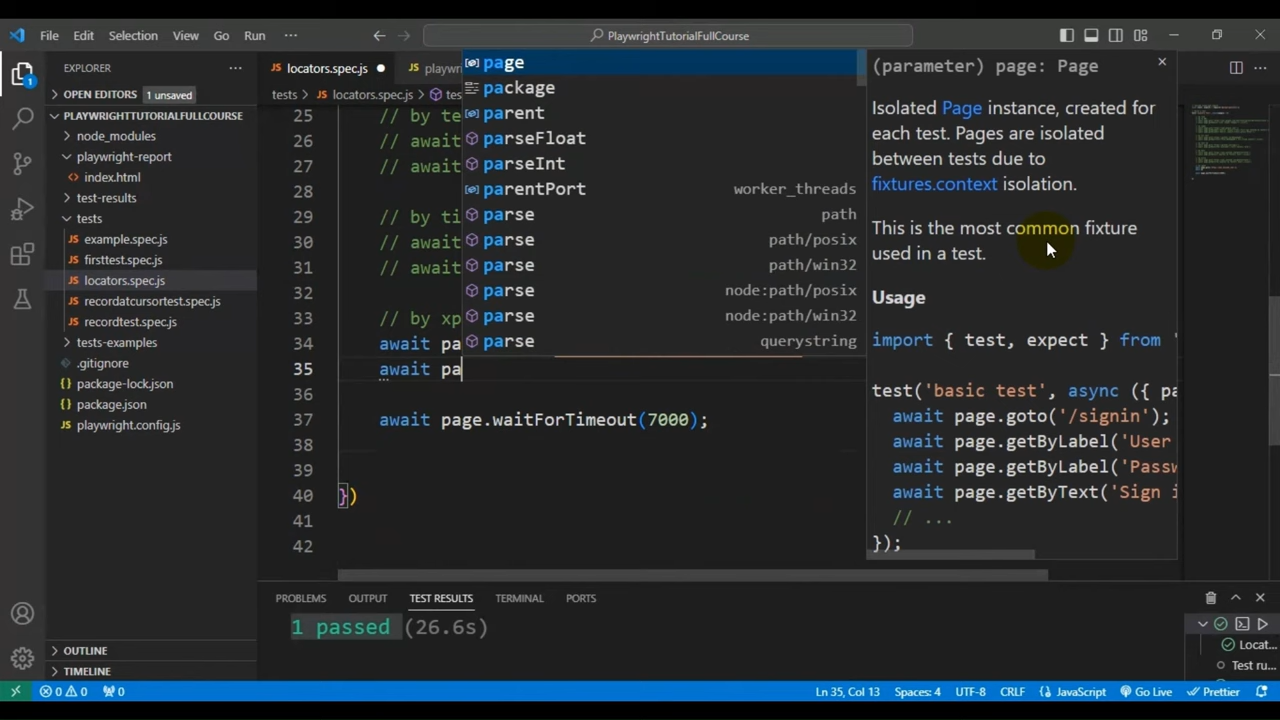 File Edit Selection View Go Run ··· PlaywrightTutorialFullCourse
EXPLORER ···
OPEN EDITORS 1 unsaved
PLAYWRIGHTTUTORIALFULLCOURSE
node_modules
playwright-report
index.html
test-results
tests
example.spec.js
firsttest.spec.js
locators.spec.js
recordatcursortest.spec.js
recordtest.spec.js
tests-examples
.gitignore
package-lock.json
package.json
playwright.config.js
OUTLINE
TIMELINE
locators.spec.js playwr
tests > locators.spec.js > tes
25 // by te
26 // await
27 // await
28
29 // by ti
30 // await
31 // await
32
33 // by xp
34 await pa
35 await pa
36
37 await page.waitForTimeout(7000);
38
39
40 })
41
42
page
package
parent
parseFloat
parseInt
parentPort worker_threads
parse path
parse path/posix
parse path/win32
parse node:path/posix
parse node:path/win32
parse querystring
(parameter) page: Page
Isolated Page instance, created for
each test. Pages are isolated
between tests due to
fixtures.context isolation.
This is the most common fixture
used in a test.
Usage
import { test, expect } from '
test('basic test', async ({ pa
await page.goto('/signin');
await page.getByLabel('User
await page.getByLabel('Passw
await page.getByText('Sign i
// ...
});
PROBLEMS OUTPUT TEST RESULTS TERMINAL PORTS
1 passed (26.6s)
Locat...
Test ru...
0 0 0 Ln 35, Col 13 Spaces: 4 UTF-8 CRLF JavaScript Go Live Prettier